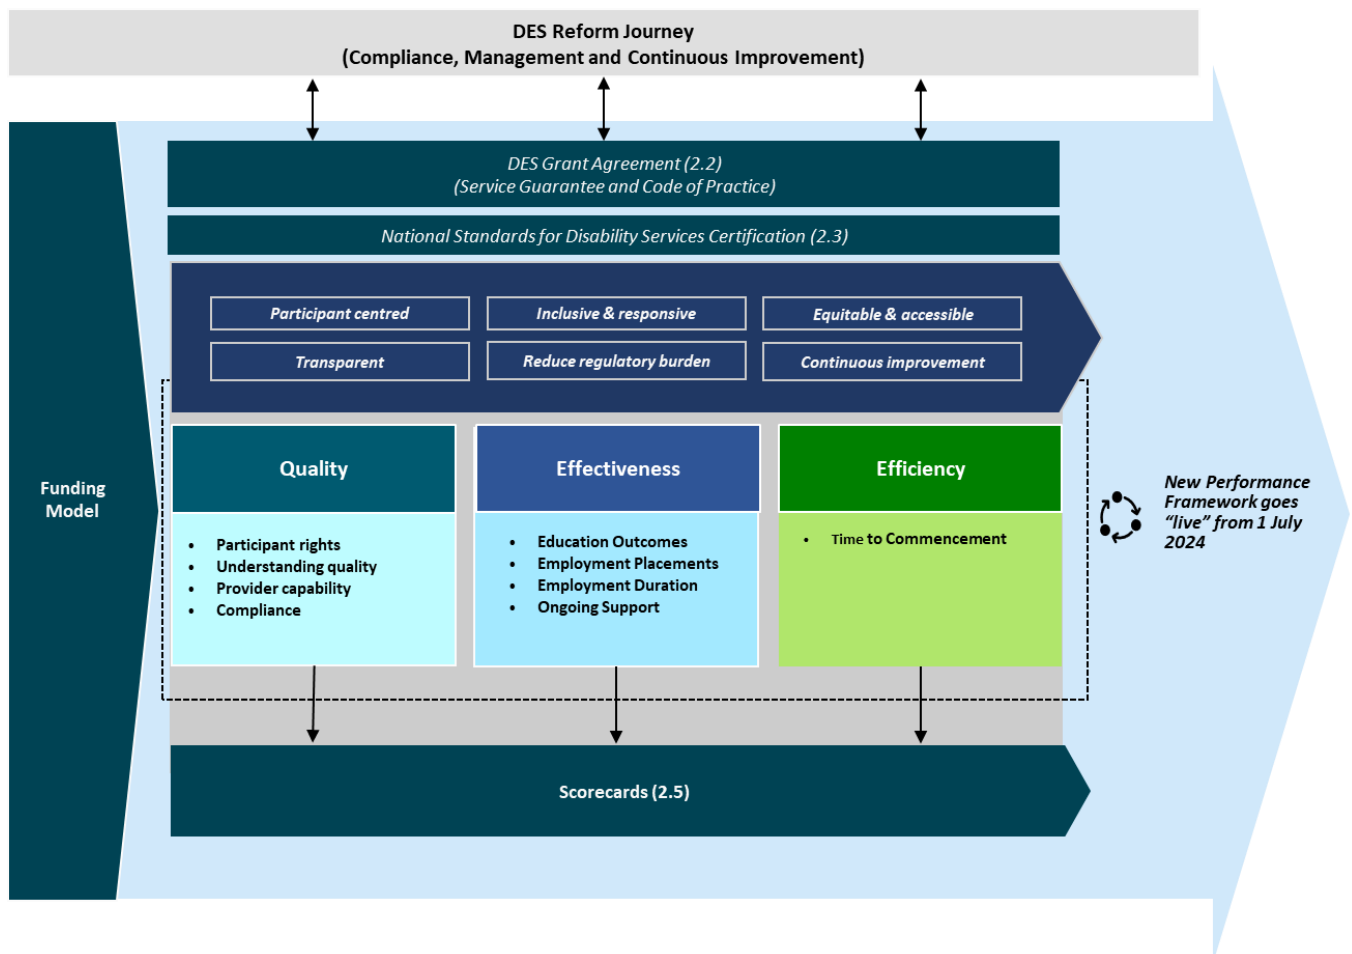 DES Reform Journey
(Compliance, Management and Continuous Improvement)
DES Grant Agreement (2.2)
(Service Guarantee and Code of Practice)
National Standards for Disability Services Certification (2.3)
Participant centred
Inclusive & responsive
Equitable & accessible
Transparent
Reduce regulatory burden
Continuous improvement
Funding
Model
Quality
• Participant rights
• Understanding quality
• Provider capability
• Compliance
Effectiveness
• Education Outcomes
• Employment Placements
• Employment Duration
• Ongoing Support
Efficiency
• Time to Commencement
New Performance
Framework goes
“live” from 1 July
2024
Scorecards (2.5)